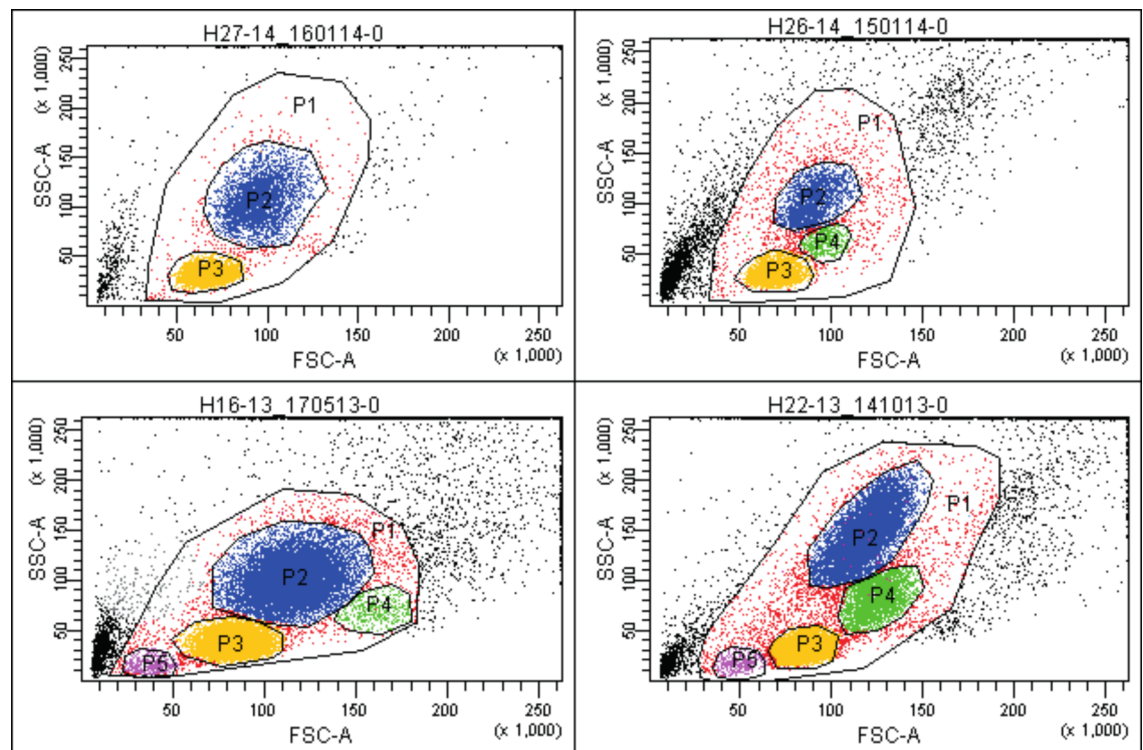 H27-14_160114-0
(x 1,000)
SSC-A
250
200
150
100
50
P1
P2
P3
50 100 150 200 250
FSC-A (x 1,000)
H26-14_150114-0
(x 1,000)
SSC-A
250
200
150
100
50
P1
P2
P4
P3
50 100 150 200 250
FSC-A (x 1,000)
H16-13_170513-0
(x 1,000)
SSC-A
250
200
150
100
50
P1
P2
P4
P3
P5
50 100 150 200 250
FSC-A (x 1,000)
H22-13_141013-0
(x 1,000)
SSC-A
250
200
150
100
50
P1
P2
P4
P3
P5
50 100 150 200 250
FSC-A (x 1,000)